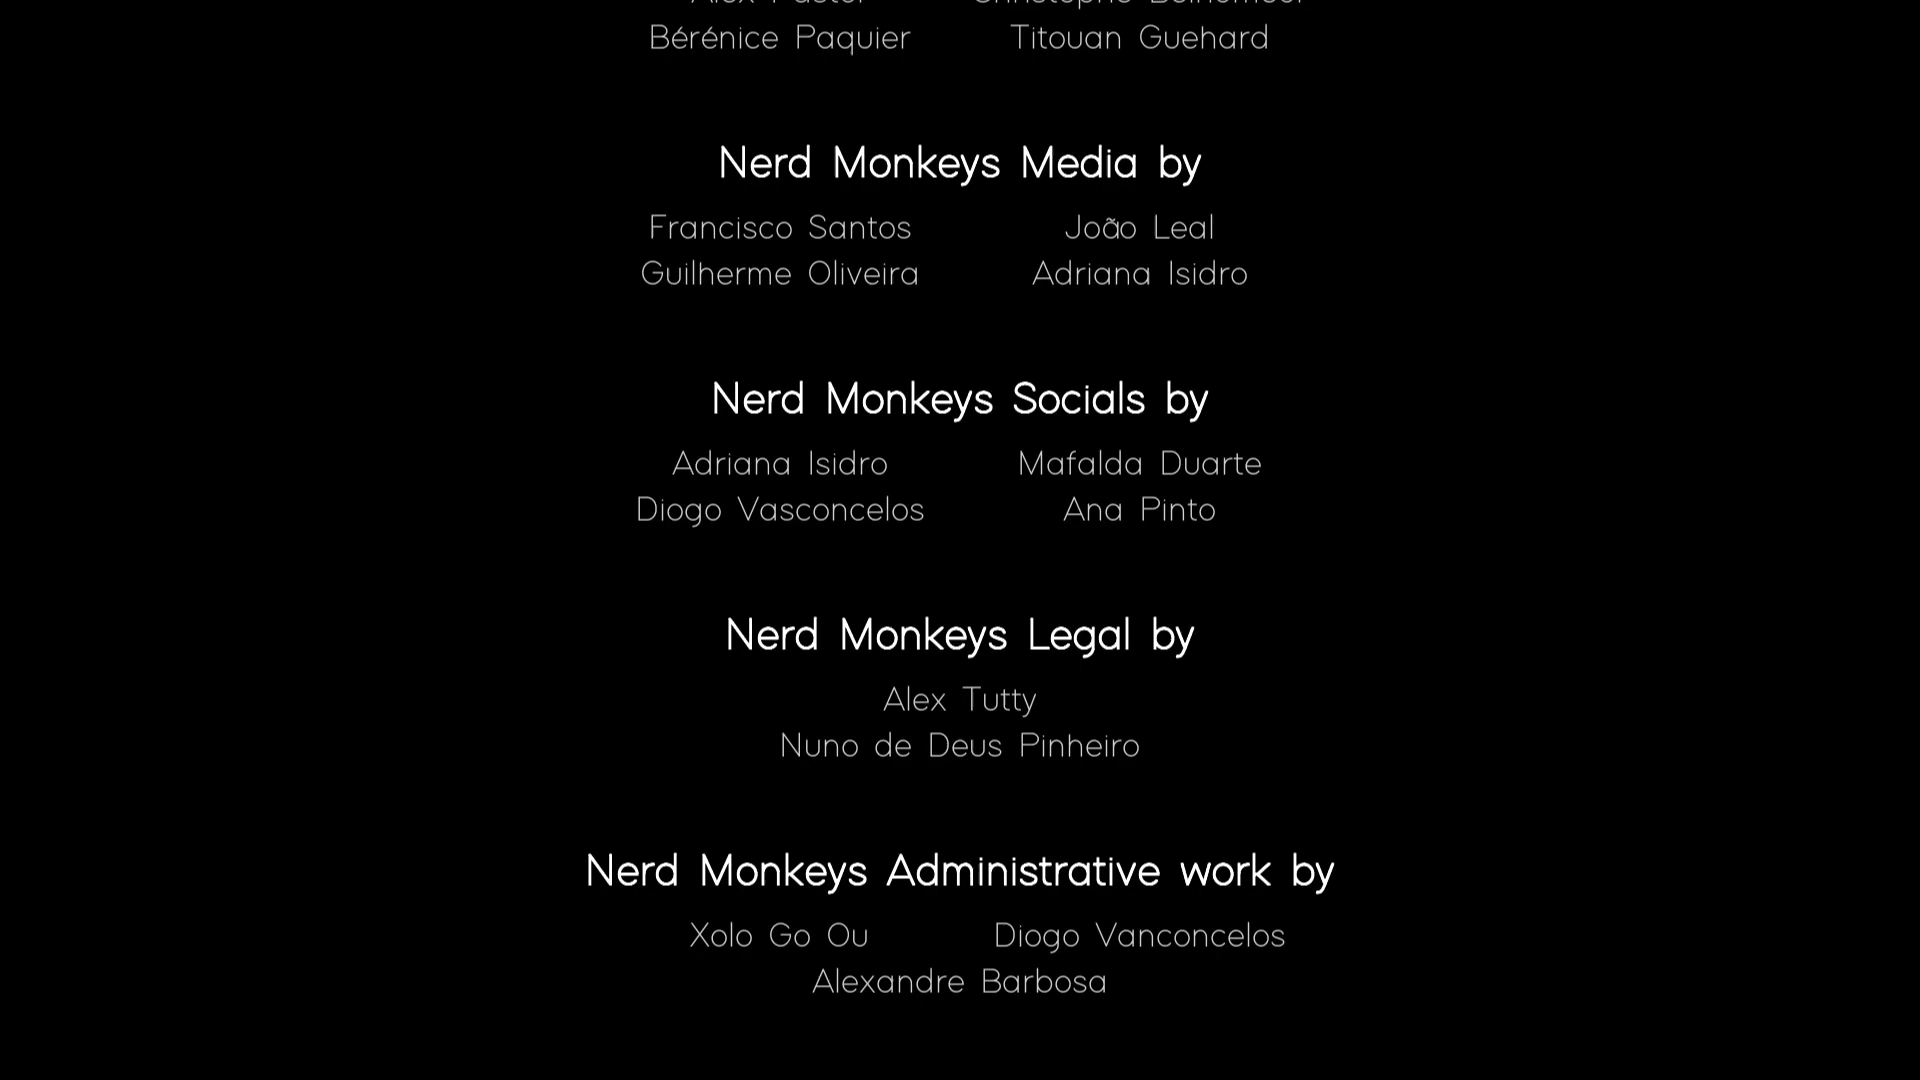 Bérénice Paquier Titouan Guehard
Nerd Monkeys Media by
Francisco Santos João Leal
Guilherme Oliveira Adriana Isidro
Nerd Monkeys Socials by
Adriana Isidro Mafalda Duarte
Diogo Vasconcelos Ana Pinto
Nerd Monkeys Legal by
Alex Tutty
Nuno de Deus Pinheiro
Nerd Monkeys Administrative work by
Xolo Go Ou Diogo Vanconcelos
Alexandre Barbosa